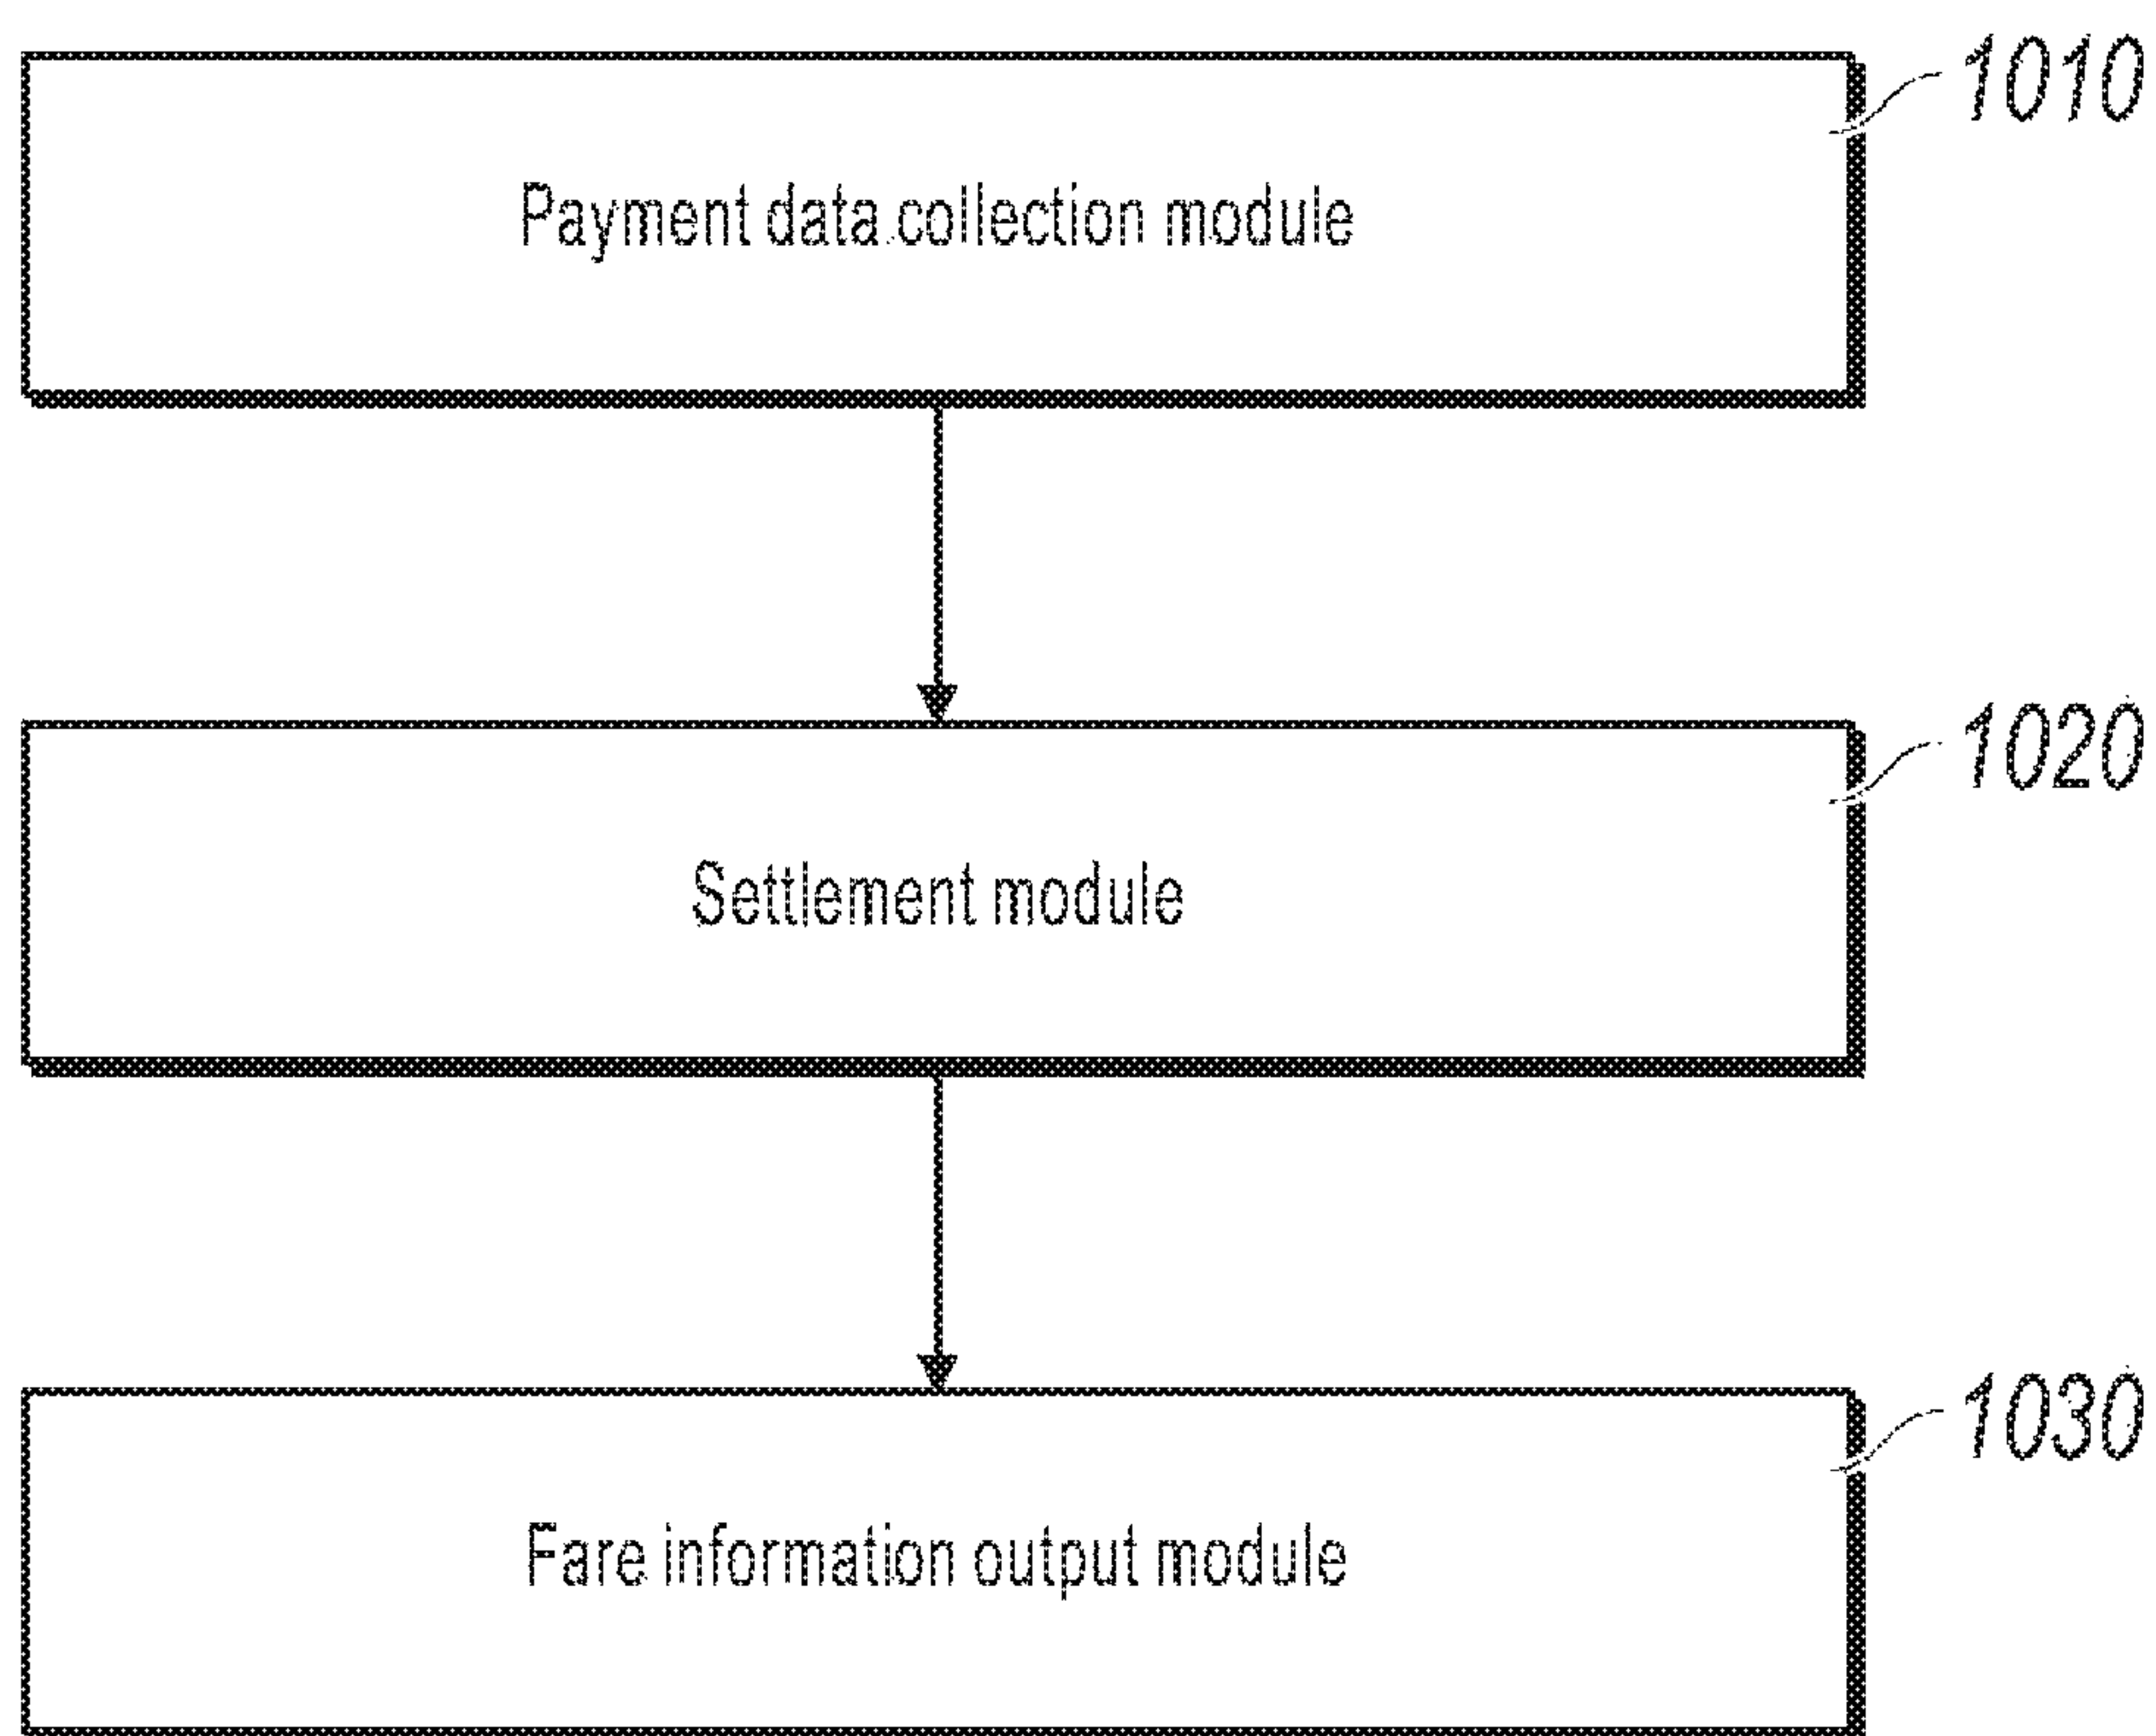 1010
Payment data collection module
1020
Settlement module
1030
Fare information output module